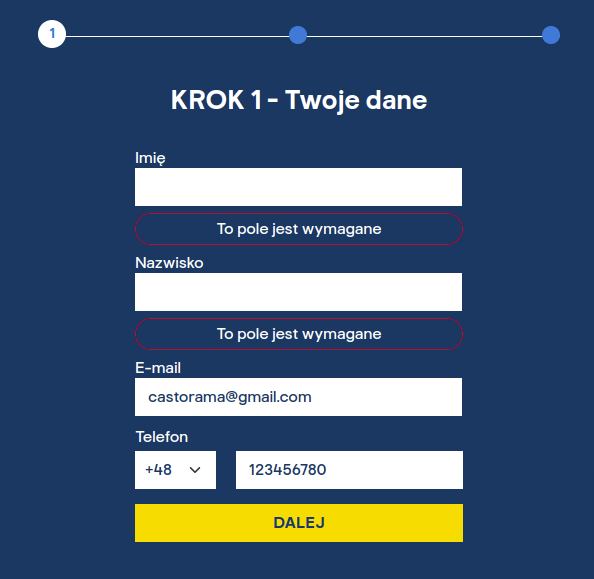 1
KROK 1 - Twoje dane
Imię
To pole jest wymagane
Nazwisko
To pole jest wymagane
E-mail
castorama@gmail.com
Telefon
+48 123456780
DALEJ